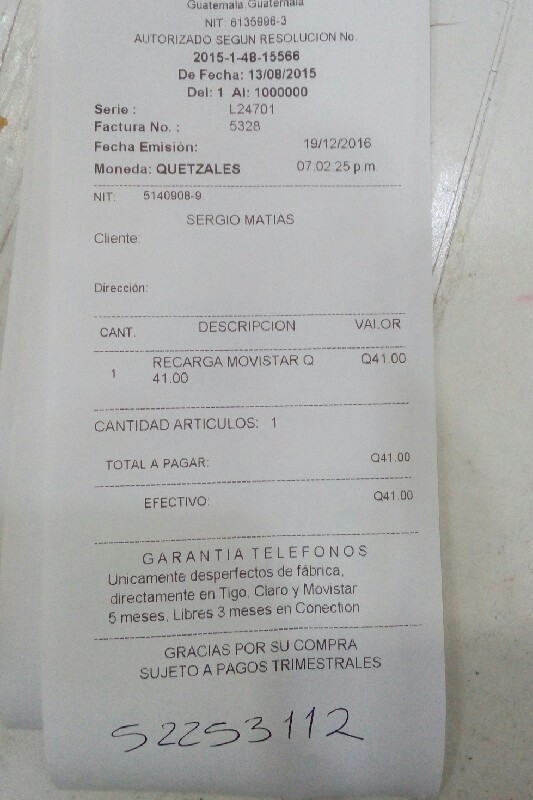 Guatemala Guatemala
NIT: 6135996-3
AUTORIZADO SEGUN RESOLUCION No.
2015-1-48-15566
De Fecha: 13/08/2015
Del: 1 Al: 1000000
Serie : L24701
Factura No. : 5328
Fecha Emisión: 19/12/2016
Moneda: QUETZALES 07:02:25 p.m.
NIT: 5140908-9
SERGIO MATIAS
Cliente:
Dirección:
CANT. DESCRIPCION VALOR
1 RECARGA MOVISTAR Q Q41.00
41.00
CANTIDAD ARTICULOS: 1
TOTAL A PAGAR: Q41.00
EFECTIVO: Q41.00
GARANTIA TELEFONOS
Unicamente desperfectos de fábrica,
directamente en Tigo, Claro y Movistar
5 meses, Libres 3 meses en Conection
GRACIAS POR SU COMPRA
SUJETO A PAGOS TRIMESTRALES
52253112